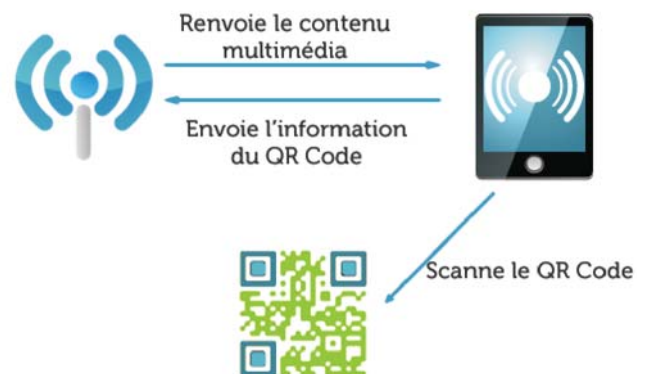 Renvoie le contenu
multimédia
Envoie l'information
du QR Code
Scanne le QR Code